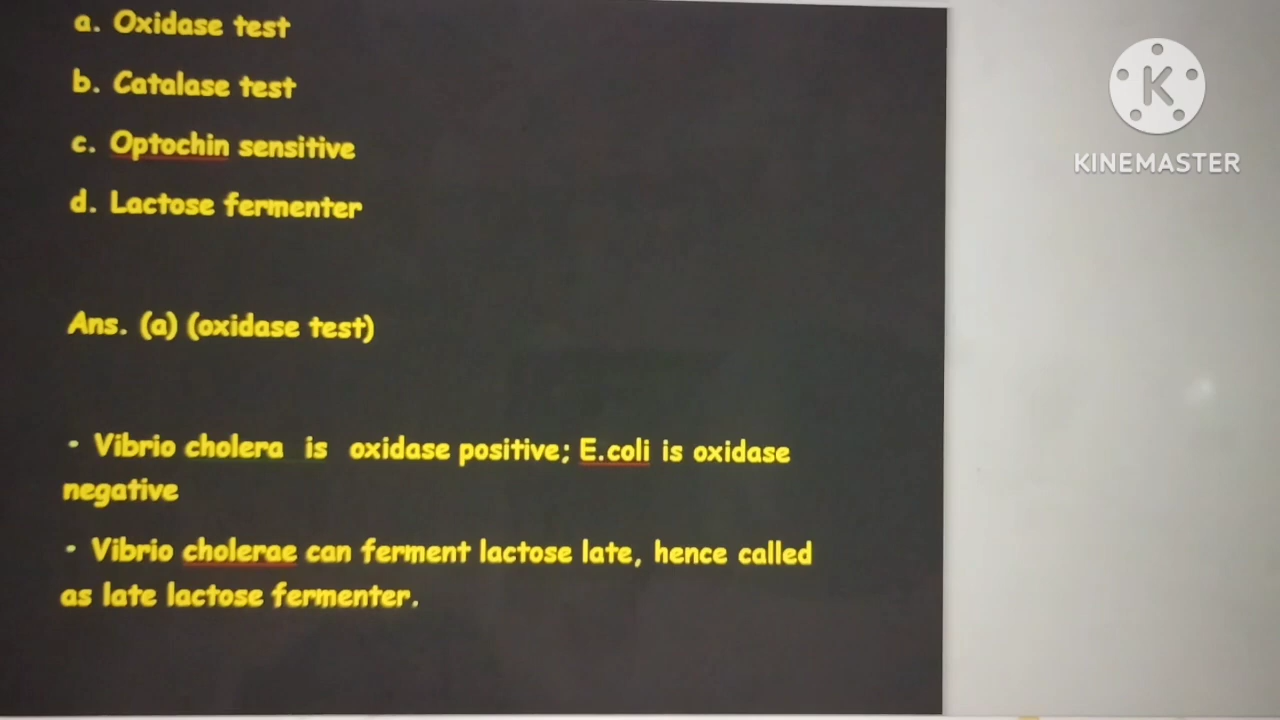 a. Oxidase test
b. Catalase test
c. Optochin sensitive
d. Lactose fermenter
Ans. (a) (oxidase test)
• Vibrio cholera is oxidase positive; E.coli is oxidase
negative
• Vibrio cholerae can ferment lactose late, hence called
as late lactose fermenter.
K
KINEMASTER